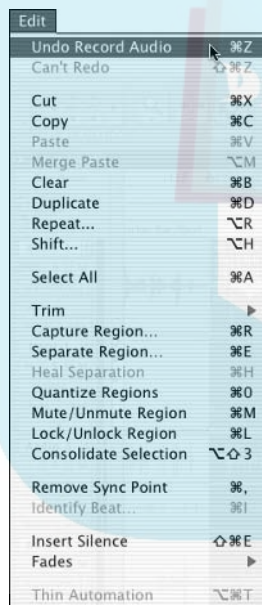 Edit
Undo Record Audio ⌘Z
Can't Redo ⇧⌘Z
Cut ⌘X
Copy ⌘C
Paste ⌘V
Merge Paste ⌥M
Clear ⌘B
Duplicate ⌘D
Repeat... ⌥R
Shift... ⌥H
Select All ⌘A
Trim
Capture Region... ⌘R
Separate Region... ⌘E
Heal Separation ⌘H
Quantize Regions ⌘0
Mute/Unmute Region ⌘M
Lock/Unlock Region ⌘L
Consolidate Selection ⌥⇧3
Remove Sync Point ⌘,
Identify Beat... ⌘I
Insert Silence ⇧⌘E
Fades
Thin Automation ⌥⌘T